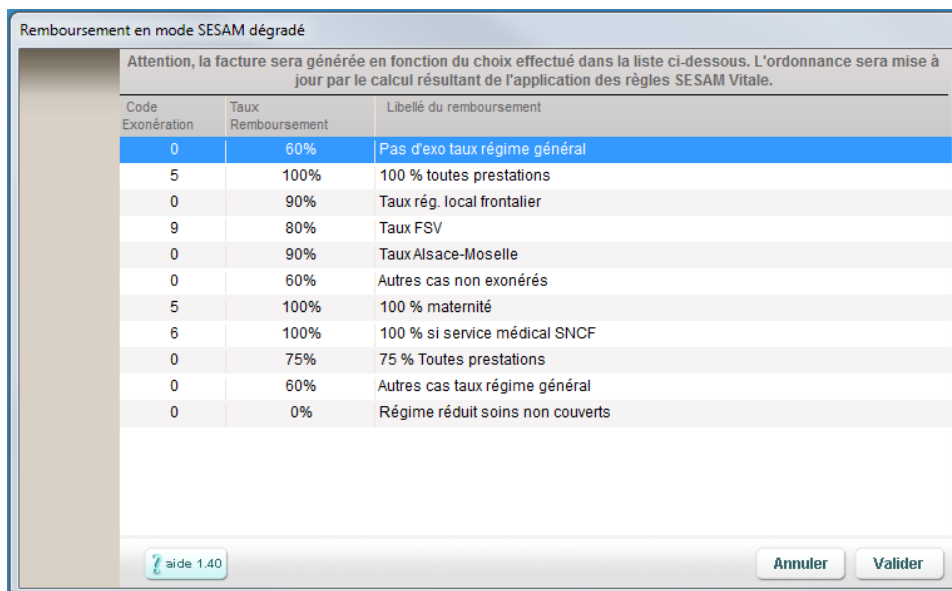 Remboursement en mode SESAM dégradé
Attention, la facture sera générée en fonction du choix effectué dans la liste ci-dessous. L'ordonnance sera mise à
jour par le calcul résultant de l'application des règles SESAM Vitale.
Code Exonération Taux Remboursement Libellé du remboursement
0 60% Pas d'exo taux régime général
5 100% 100 % toutes prestations
0 90% Taux rég. local frontalier
9 80% Taux FSV
0 90% Taux Alsace-Moselle
0 60% Autres cas non exonérés
5 100% 100 % maternité
6 100% 100 % si service médical SNCF
0 75% 75 % Toutes prestations
0 60% Autres cas taux régime général
0 0% Régime réduit soins non couverts
? aide 1.40 Annuler Valider